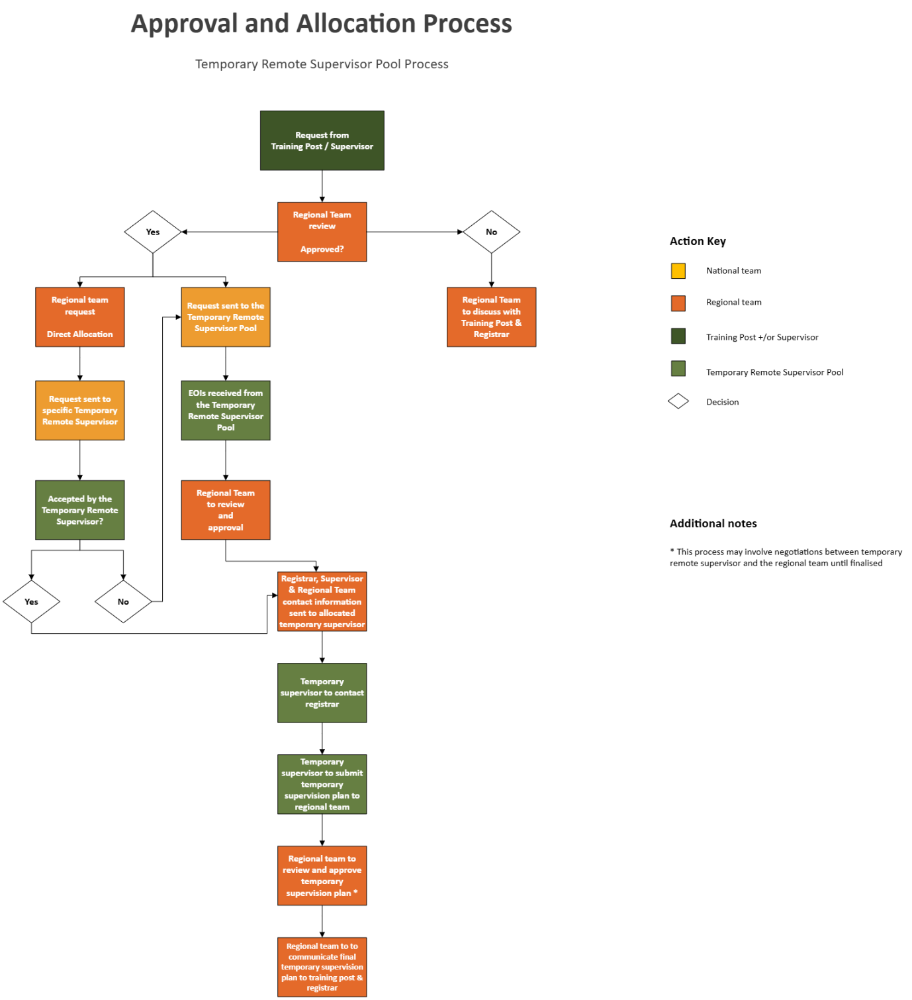 Approval and Allocation Process
Temporary Remote Supervisor Pool Process
Request from
Training Post / Supervisor
Regional Team
review
Approved?
Yes
No
Regional team
request
Direct Allocation
Request sent to the
Temporary Remote
Supervisor Pool
Regional Team
to discuss with
Training Post &
Registrar
Request sent to
specific Temporary
Remote Supervisor
EOIs received from
the Temporary
Remote Supervisor
Pool
Accepted by the
Temporary Remote
Supervisor?
Regional Team
to review
and
approval
Yes
No
Registrar, Supervisor
& Regional Team
contact information
sent to allocated
temporary supervisor
Temporary
supervisor to contact
registrar
Temporary
supervisor to submit
temporary
supervision plan to
regional team
Regional team to
review and approve
temporary
supervision plan *
Regional team to to
communicate final
temporary supervision
plan to training post &
registrar
Action Key
National team
Regional team
Training Post +/or Supervisor
Temporary Remote Supervisor Pool
Decision
Additional notes
* This process may involve negotiations between temporary
remote supervisor and the regional team until finalised